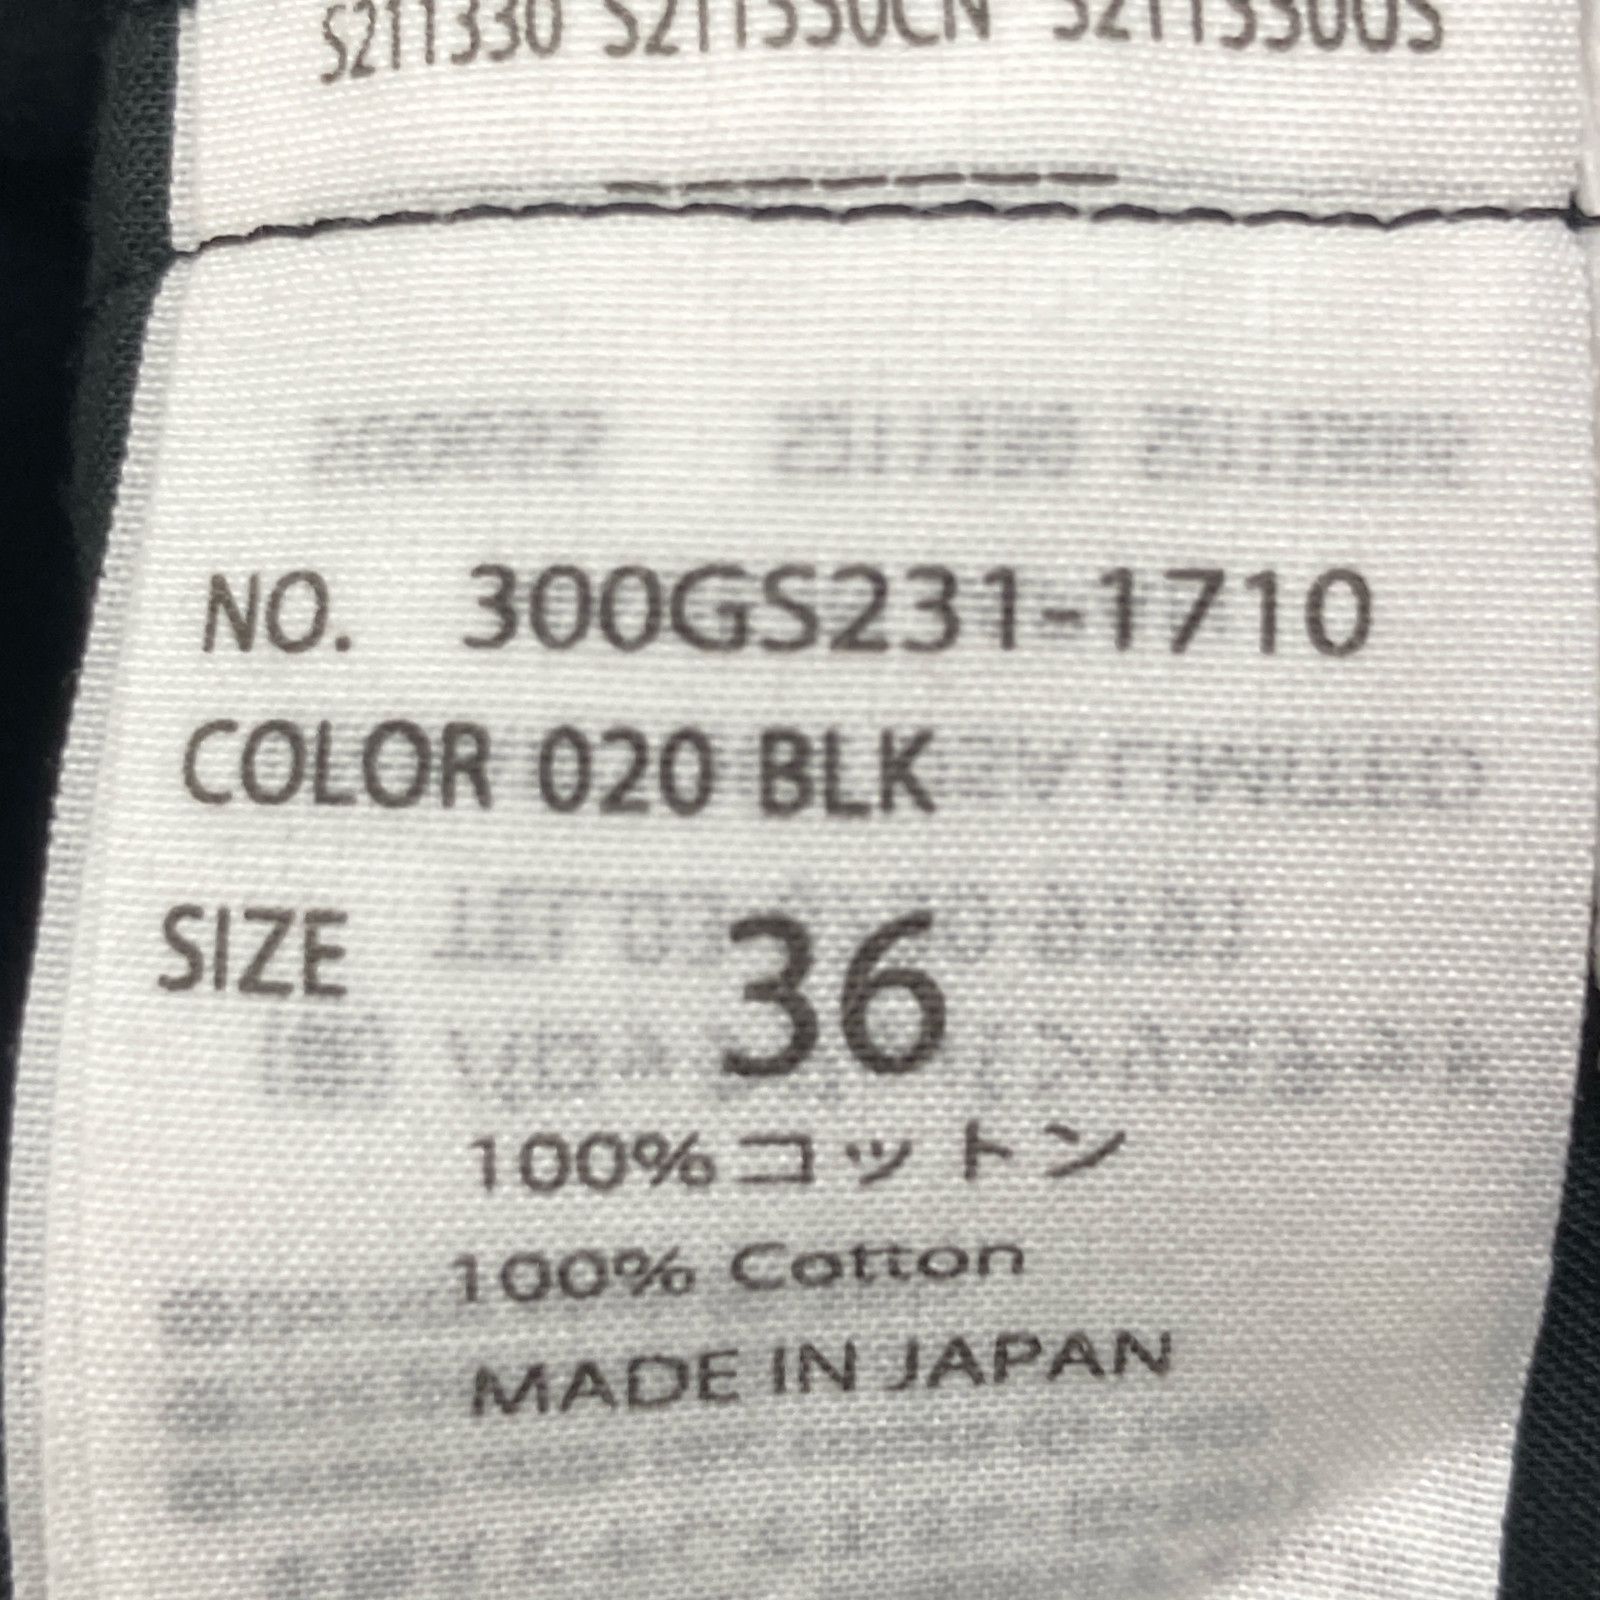 S211330 S211330CN S211330US
NO. 300GS231-1710
COLOR 020 BLK
SIZE 36
100%コットン
100% Cotton
MADE IN JAPAN